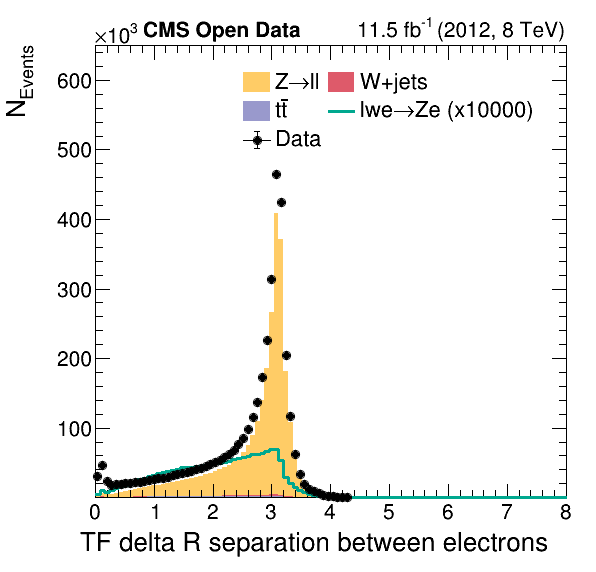 ×10³ CMS Open Data 11.5 fb⁻¹ (2012, 8 TeV)
N_Events
Z→ll W+jets
tt̄ lwe→Ze (x10000)
Data
600
500
400
300
200
100
0 1 2 3 4 5 6 7 8
TF delta R separation between electrons